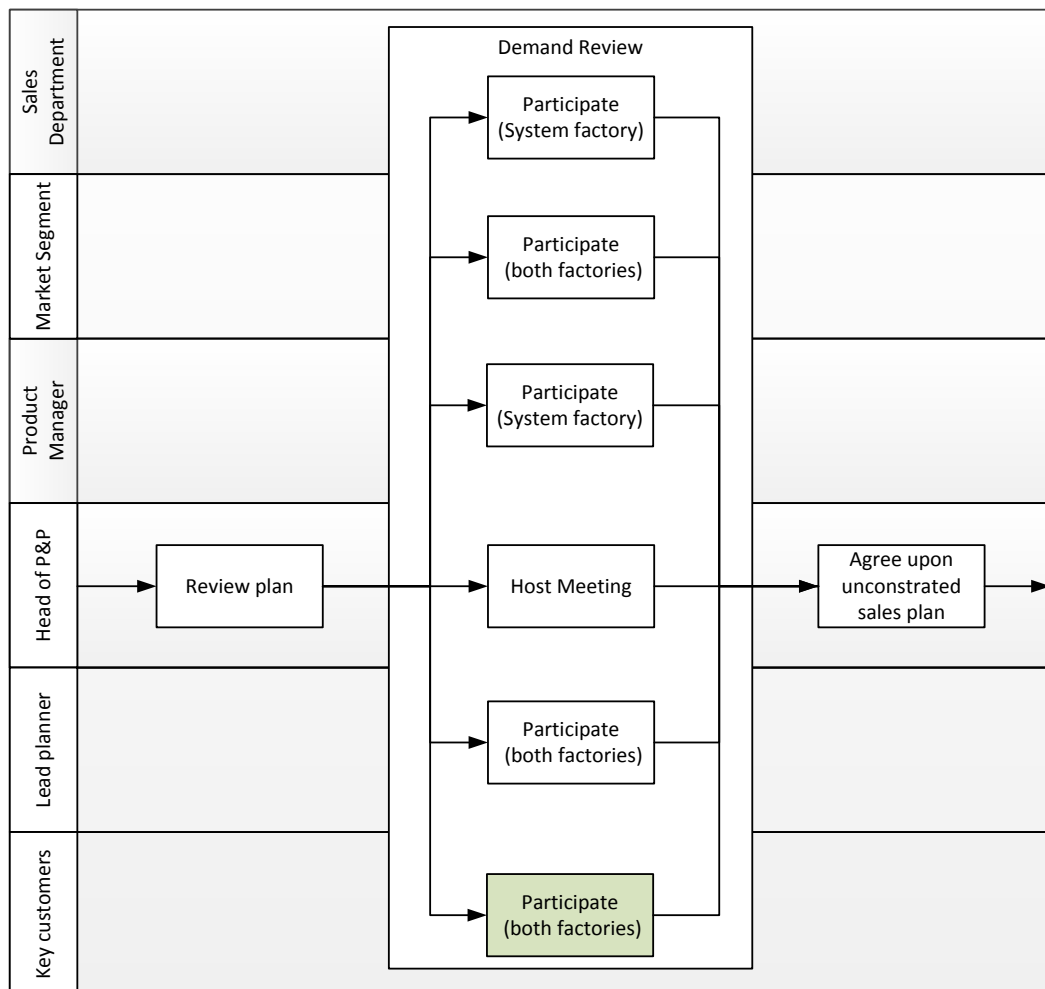 Demand Review
Sales
Department
Participate
(System factory)
Market Segment
Participate
(both factories)
Product
Manager
Participate
(System factory)
Head of P&P
Review plan
Host Meeting
Agree upon
unconstrated
sales plan
Lead planner
Participate
(both factories)
Key customers
Participate
(both factories)